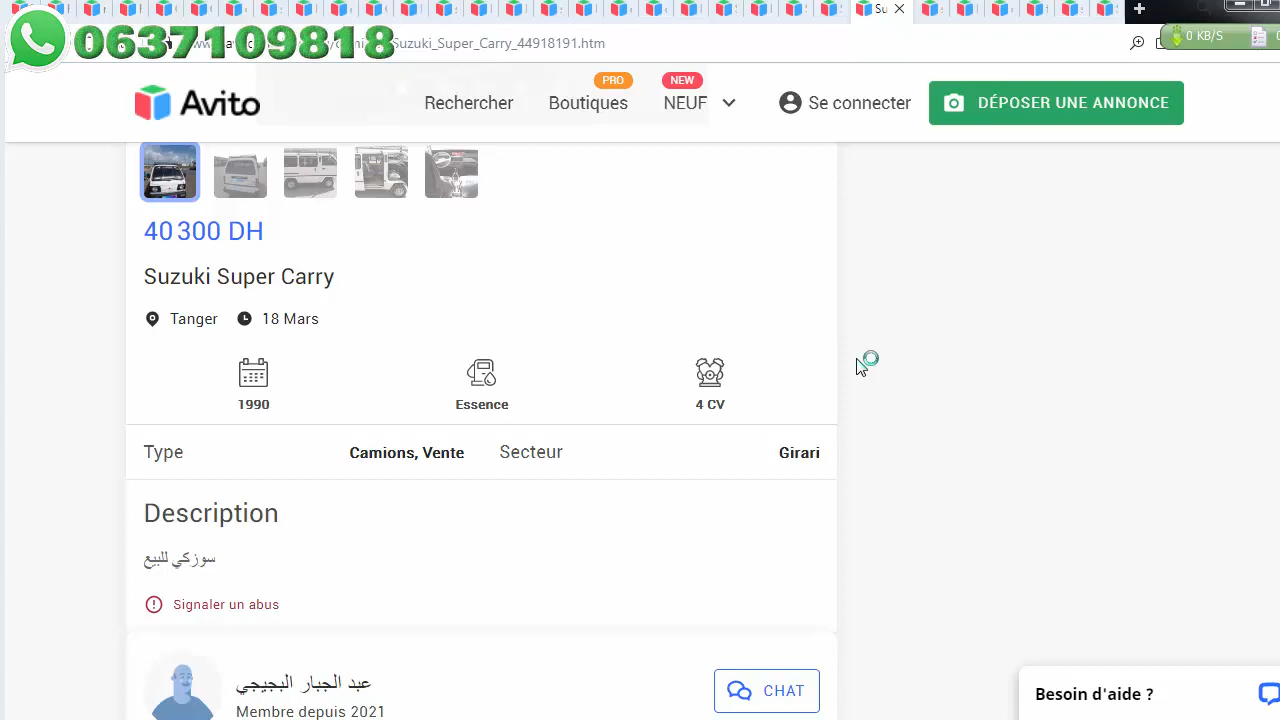 Su
0637109818
Suzuki_Super_Carry_44918191.htm
0 KB/S
Avito
Rechercher
PRO
Boutiques
NEW
NEUF
Se connecter
DÉPOSER UNE ANNONCE
40 300 DH
Suzuki Super Carry
Tanger
18 Mars
1990
Essence
4 CV
Type
Camions, Vente
Secteur
Girari
Description
سوزكي للبيع
Signaler un abus
عبد الجبار البجيجي
Membre depuis 2021
CHAT
Besoin d'aide ?